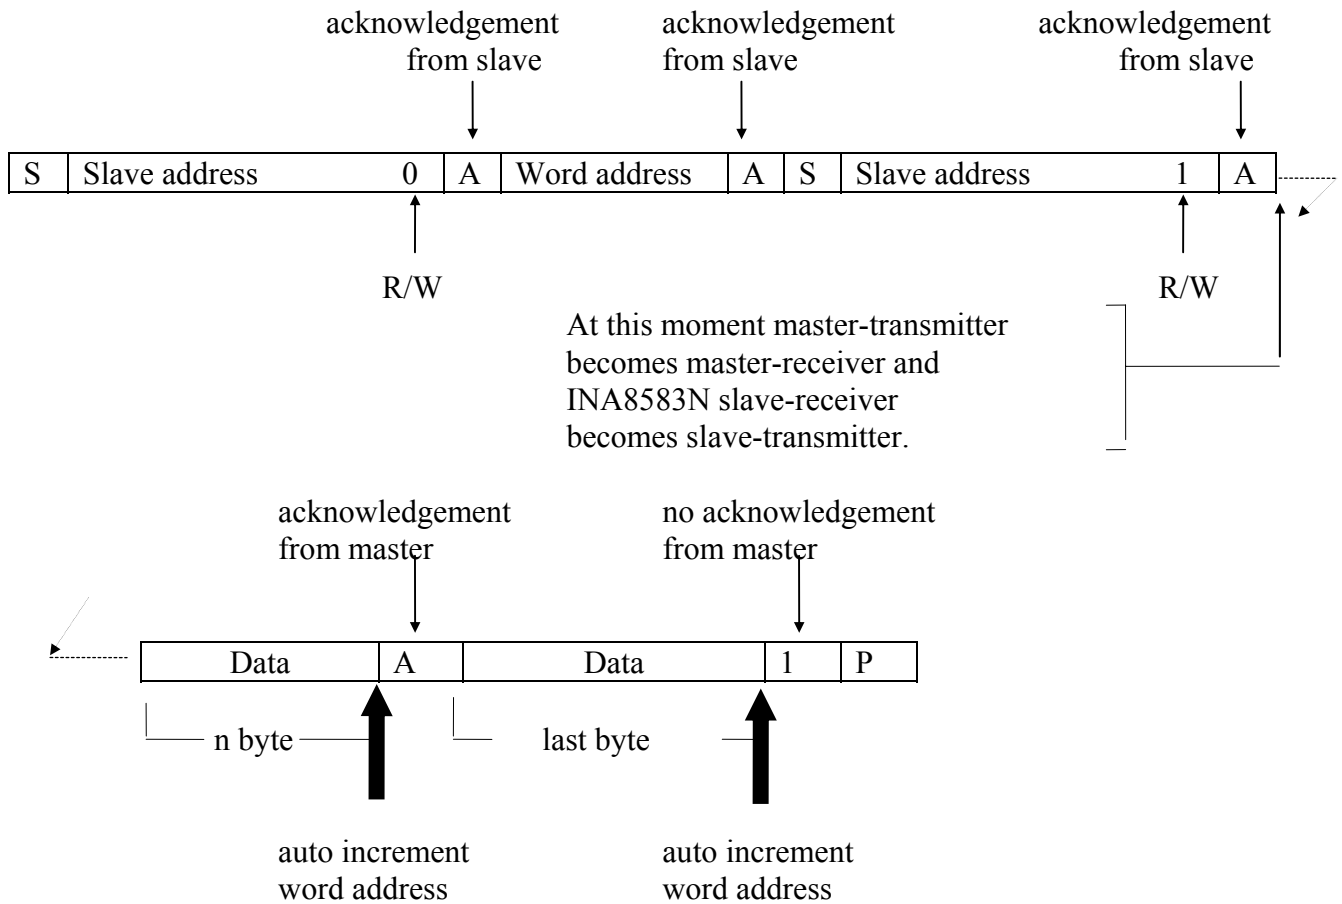 acknowledgement acknowledgement acknowledgement
from slave from slave from slave
S Slave address 0 A Word address A S Slave address 1 A
R/W R/W
At this moment master-transmitter
becomes master-receiver and
INA8583N slave-receiver
becomes slave-transmitter.
acknowledgement no acknowledgement
from master from master
Data A Data 1 P
n byte last byte
auto increment auto increment
word address word address